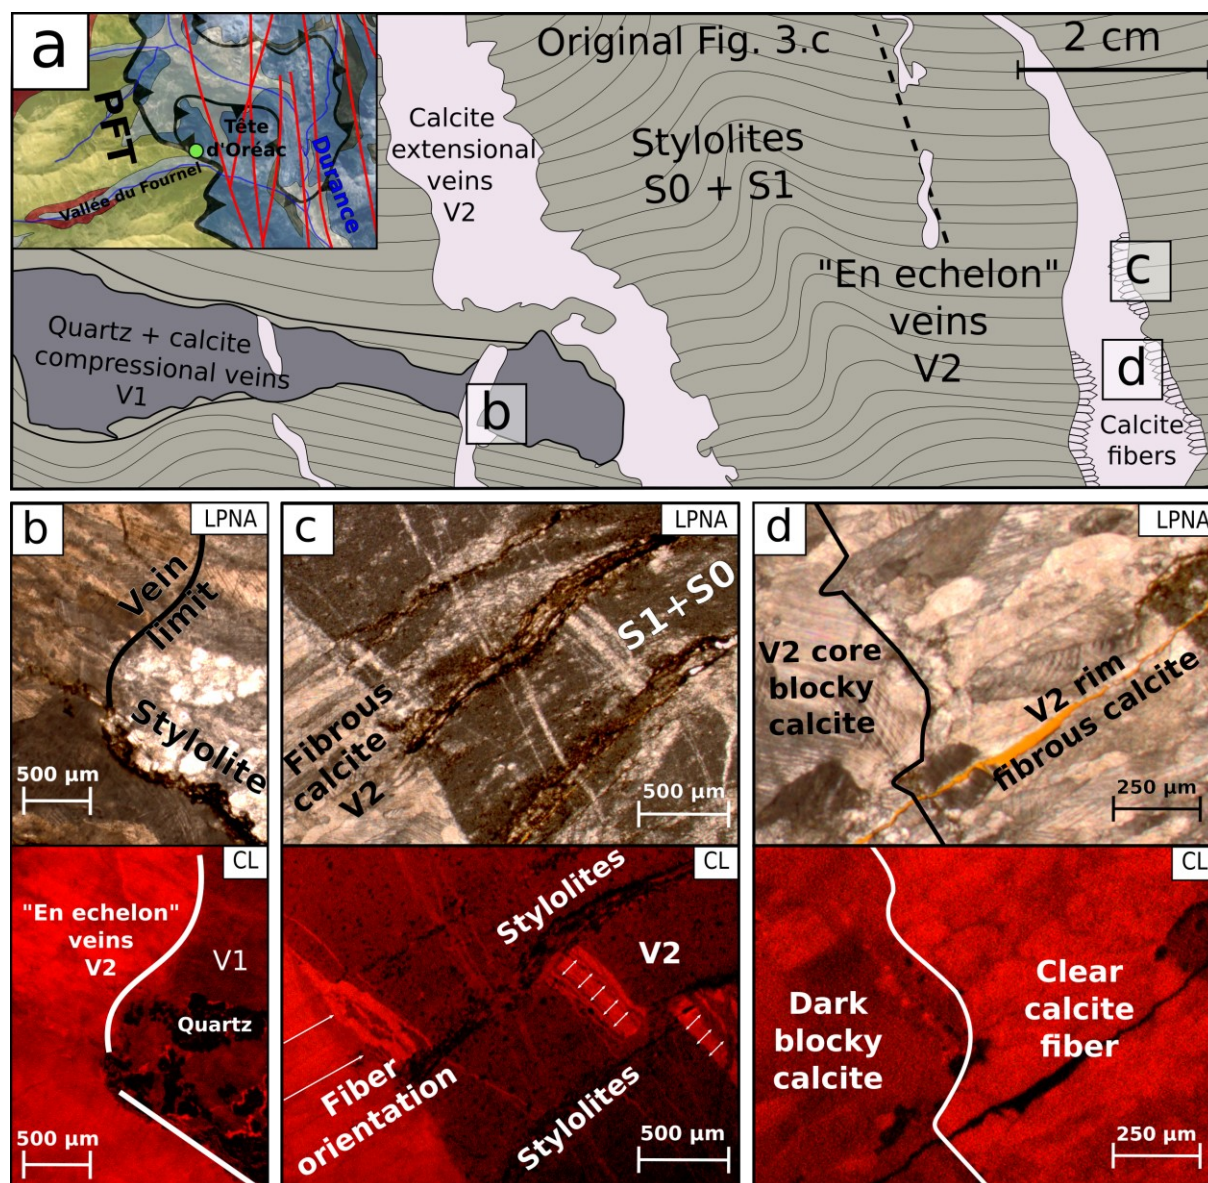 a
PFT
Tête
d'Oréac
Vallée du Fournel
Durance
Original Fig. 3.c
2 cm
Calcite
extensional
veins
V2
Stylolites
S0 + S1
"En echelon"
veins
V2
Quartz + calcite
compressional veins
V1
b
c
d
Calcite
fibers
b
LPNA
Vein
limit
Stylolite
500 µm
c
LPNA
S1+S0
Fibrous
calcite
V2
500 µm
d
LPNA
V2 core
blocky
calcite
V2 rim
fibrous calcite
250 µm
CL
"En echelon"
veins
V2
V1
Quartz
500 µm
CL
Stylolites
V2
Fiber
orientation
Stylolites
500 µm
CL
Dark
blocky
calcite
Clear
calcite
fiber
250 µm